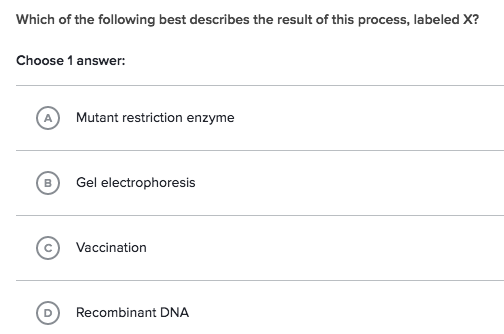 Which of the following best describes the result of this process, labeled X?
Choose 1 answer:
A Mutant restriction enzyme
B Gel electrophoresis
C Vaccination
D Recombinant DNA